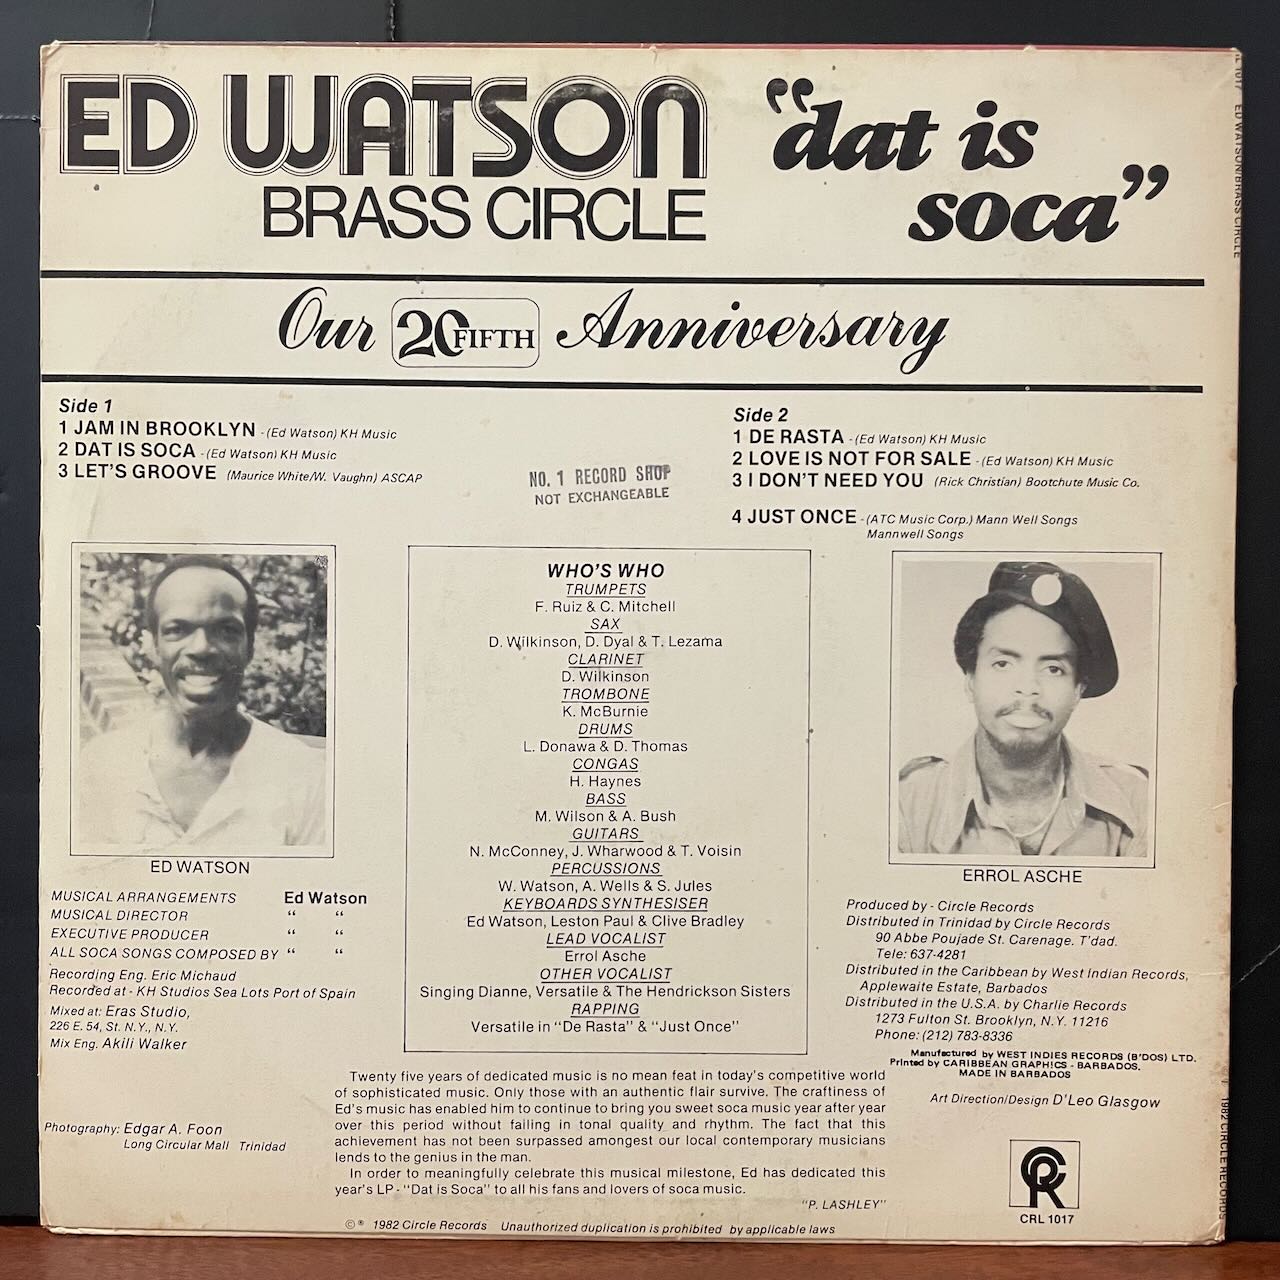 ED WATSON
BRASS CIRCLE
"dat is
soca"
Our 20FIFTH Anniversary
Side 1
1 JAM IN BROOKLYN - (Ed Watson) KH Music
2 DAT IS SOCA - (Ed Watson) KH Music
3 LET'S GROOVE (Maurice White/W. Vaughn) ASCAP
Side 2
1 DE RASTA - (Ed Watson) KH Music
2 LOVE IS NOT FOR SALE - (Ed Watson) KH Music
3 I DON'T NEED YOU (Rick Christian) Bootchute Music Co.
4 JUST ONCE - (ATC Music Corp.) Mann Well Songs
Mannwell Songs
NO. 1 RECORD SHOP
NOT EXCHANGEABLE
ED WATSON
MUSICAL ARRANGEMENTS Ed Watson
MUSICAL DIRECTOR " "
EXECUTIVE PRODUCER " "
ALL SOCA SONGS COMPOSED BY " "
Recording Eng. Eric Michaud
Recorded at - KH Studios Sea Lots Port of Spain
Mixed at: Eras Studio,
226 E. 54, St. N.Y., N.Y.
Mix Eng. Akili Walker
Photography: Edgar A. Foon
Long Circular Mall Trinidad
WHO'S WHO
TRUMPETS
F. Ruiz & C. Mitchell
SAX
D. Wilkinson, D. Dyal & T. Lezama
CLARINET
D. Wilkinson
TROMBONE
K. McBurnie
DRUMS
L. Donawa & D. Thomas
CONGAS
H. Haynes
BASS
M. Wilson & A. Bush
GUITARS
N. McConney, J. Wharwood & T. Voisin
PERCUSSIONS
W. Watson, A. Wells & S. Jules
KEYBOARDS SYNTHESISER
Ed Watson, Leston Paul & Clive Bradley
LEAD VOCALIST
Errol Asche
OTHER VOCALIST
Singing Dianne, Versatile & The Hendrickson Sisters
RAPPING
Versatile in "De Rasta" & "Just Once"
Twenty five years of dedicated music is no mean feat in today's competitive world
of sophisticated music. Only those with an authentic flair survive. The craftiness of
Ed's music has enabled him to continue to bring you sweet soca music year after year
over this period without failing in tonal quality and rhythm. The fact that this
achievement has not been surpassed amongst our local contemporary musicians
lends to the genius in the man.
In order to meaningfully celebrate this musical milestone, Ed has dedicated this
year's LP - "Dat is Soca" to all his fans and lovers of soca music.
"P. LASHLEY"
©℗ 1982 Circle Records Unauthorized duplication is prohibited by applicable laws
ERROL ASCHE
Produced by - Circle Records
Distributed in Trinidad by Circle Records
90 Abbe Poujade St. Carenage. T'dad.
Tele: 637-4281
Distributed in the Caribbean by West Indian Records,
Applewaite Estate, Barbados
Distributed in the U.S.A. by Charlie Records
1273 Fulton St. Brooklyn, N.Y. 11216
Phone: (212) 783-8336
Manufactured by WEST INDIES RECORDS (B'DOS) LTD.
Printed by CARIBBEAN GRAPHICS - BARBADOS.
MADE IN BARBADOS
Art Direction/Design D'Leo Glasgow
CRL 1017
1017 ED WATSON/BRASS CIRCLE
1982 CIRCLE RECORDS